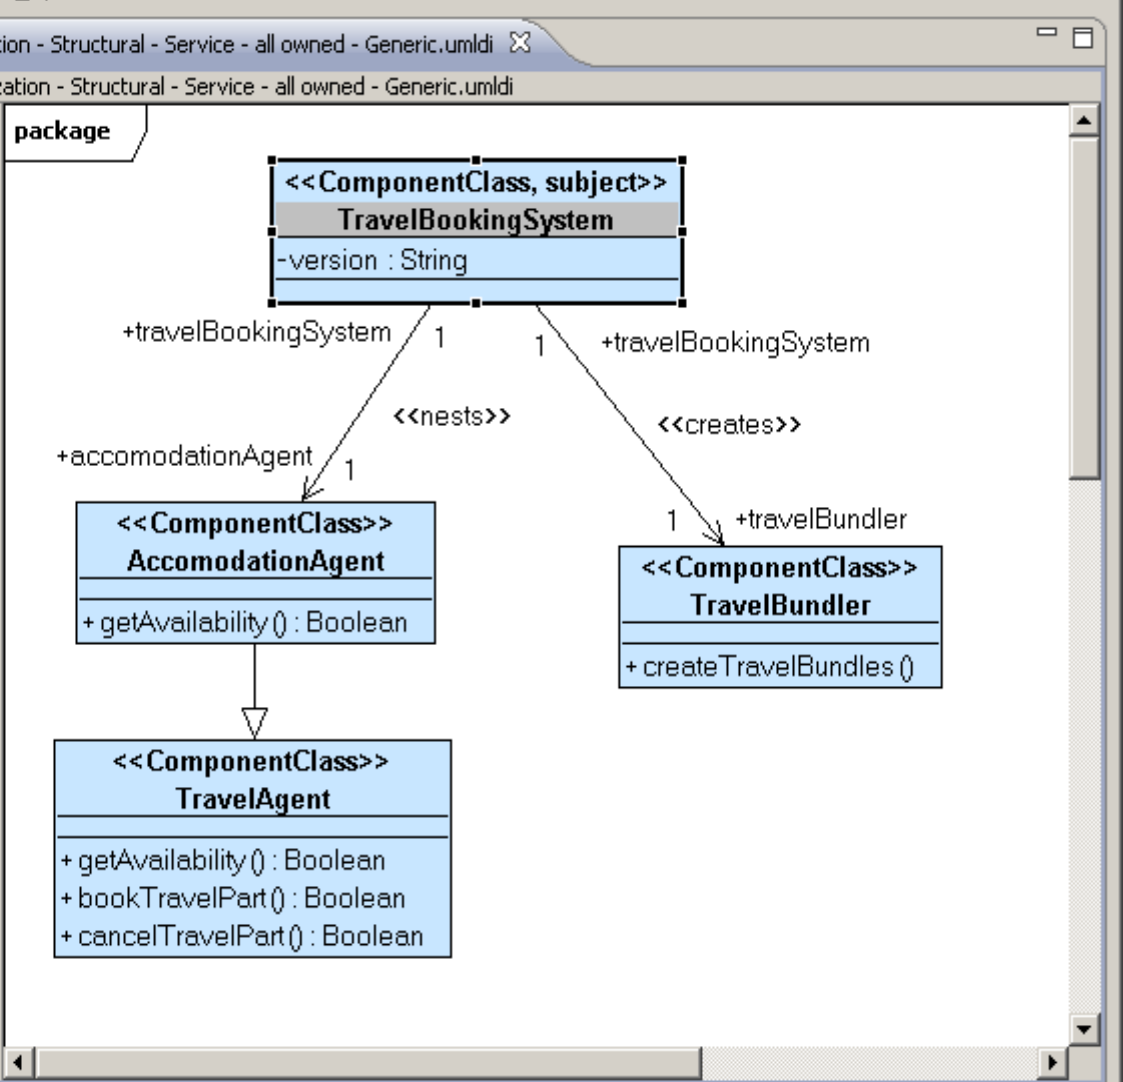 ion - Structural - Service - all owned - Generic.umldi
zation - Structural - Service - all owned - Generic.umldi
package
<<ComponentClass, subject>>
TravelBookingSystem
-version : String
+travelBookingSystem
1
1
+travelBookingSystem
<<nests>>
<<creates>>
+accomodationAgent
1
1
+travelBundler
<<ComponentClass>>
AccomodationAgent
+ getAvailability () : Boolean
<<ComponentClass>>
TravelBundler
+ createTravelBundles ()
<<ComponentClass>>
TravelAgent
+ getAvailability () : Boolean
+ bookTravelPart () : Boolean
+ cancelTravelPart () : Boolean